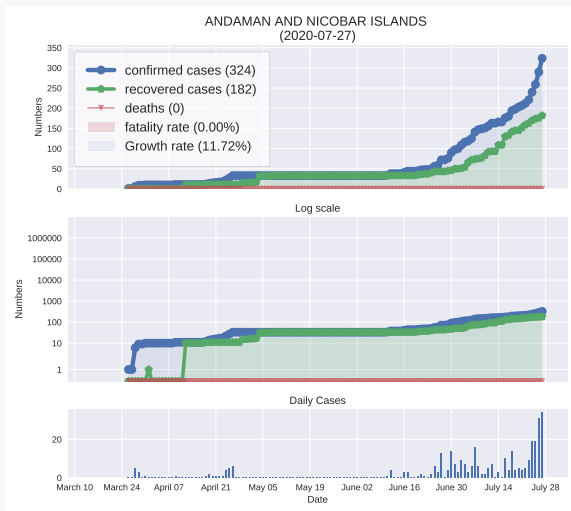 ANDAMAN AND NICOBAR ISLANDS
(2020-07-27)
350
300
250
200
150
100
50
0
Numbers
confirmed cases (324)
recovered cases (182)
deaths (0)
fatality rate (0.00%)
Growth rate (11.72%)
Log scale
1000000
100000
10000
1000
100
10
1
Numbers
Daily Cases
20
0
March 10 March 24 April 07 April 21 May 05 May 19 June 02 June 16 June 30 July 14 July 28
Date